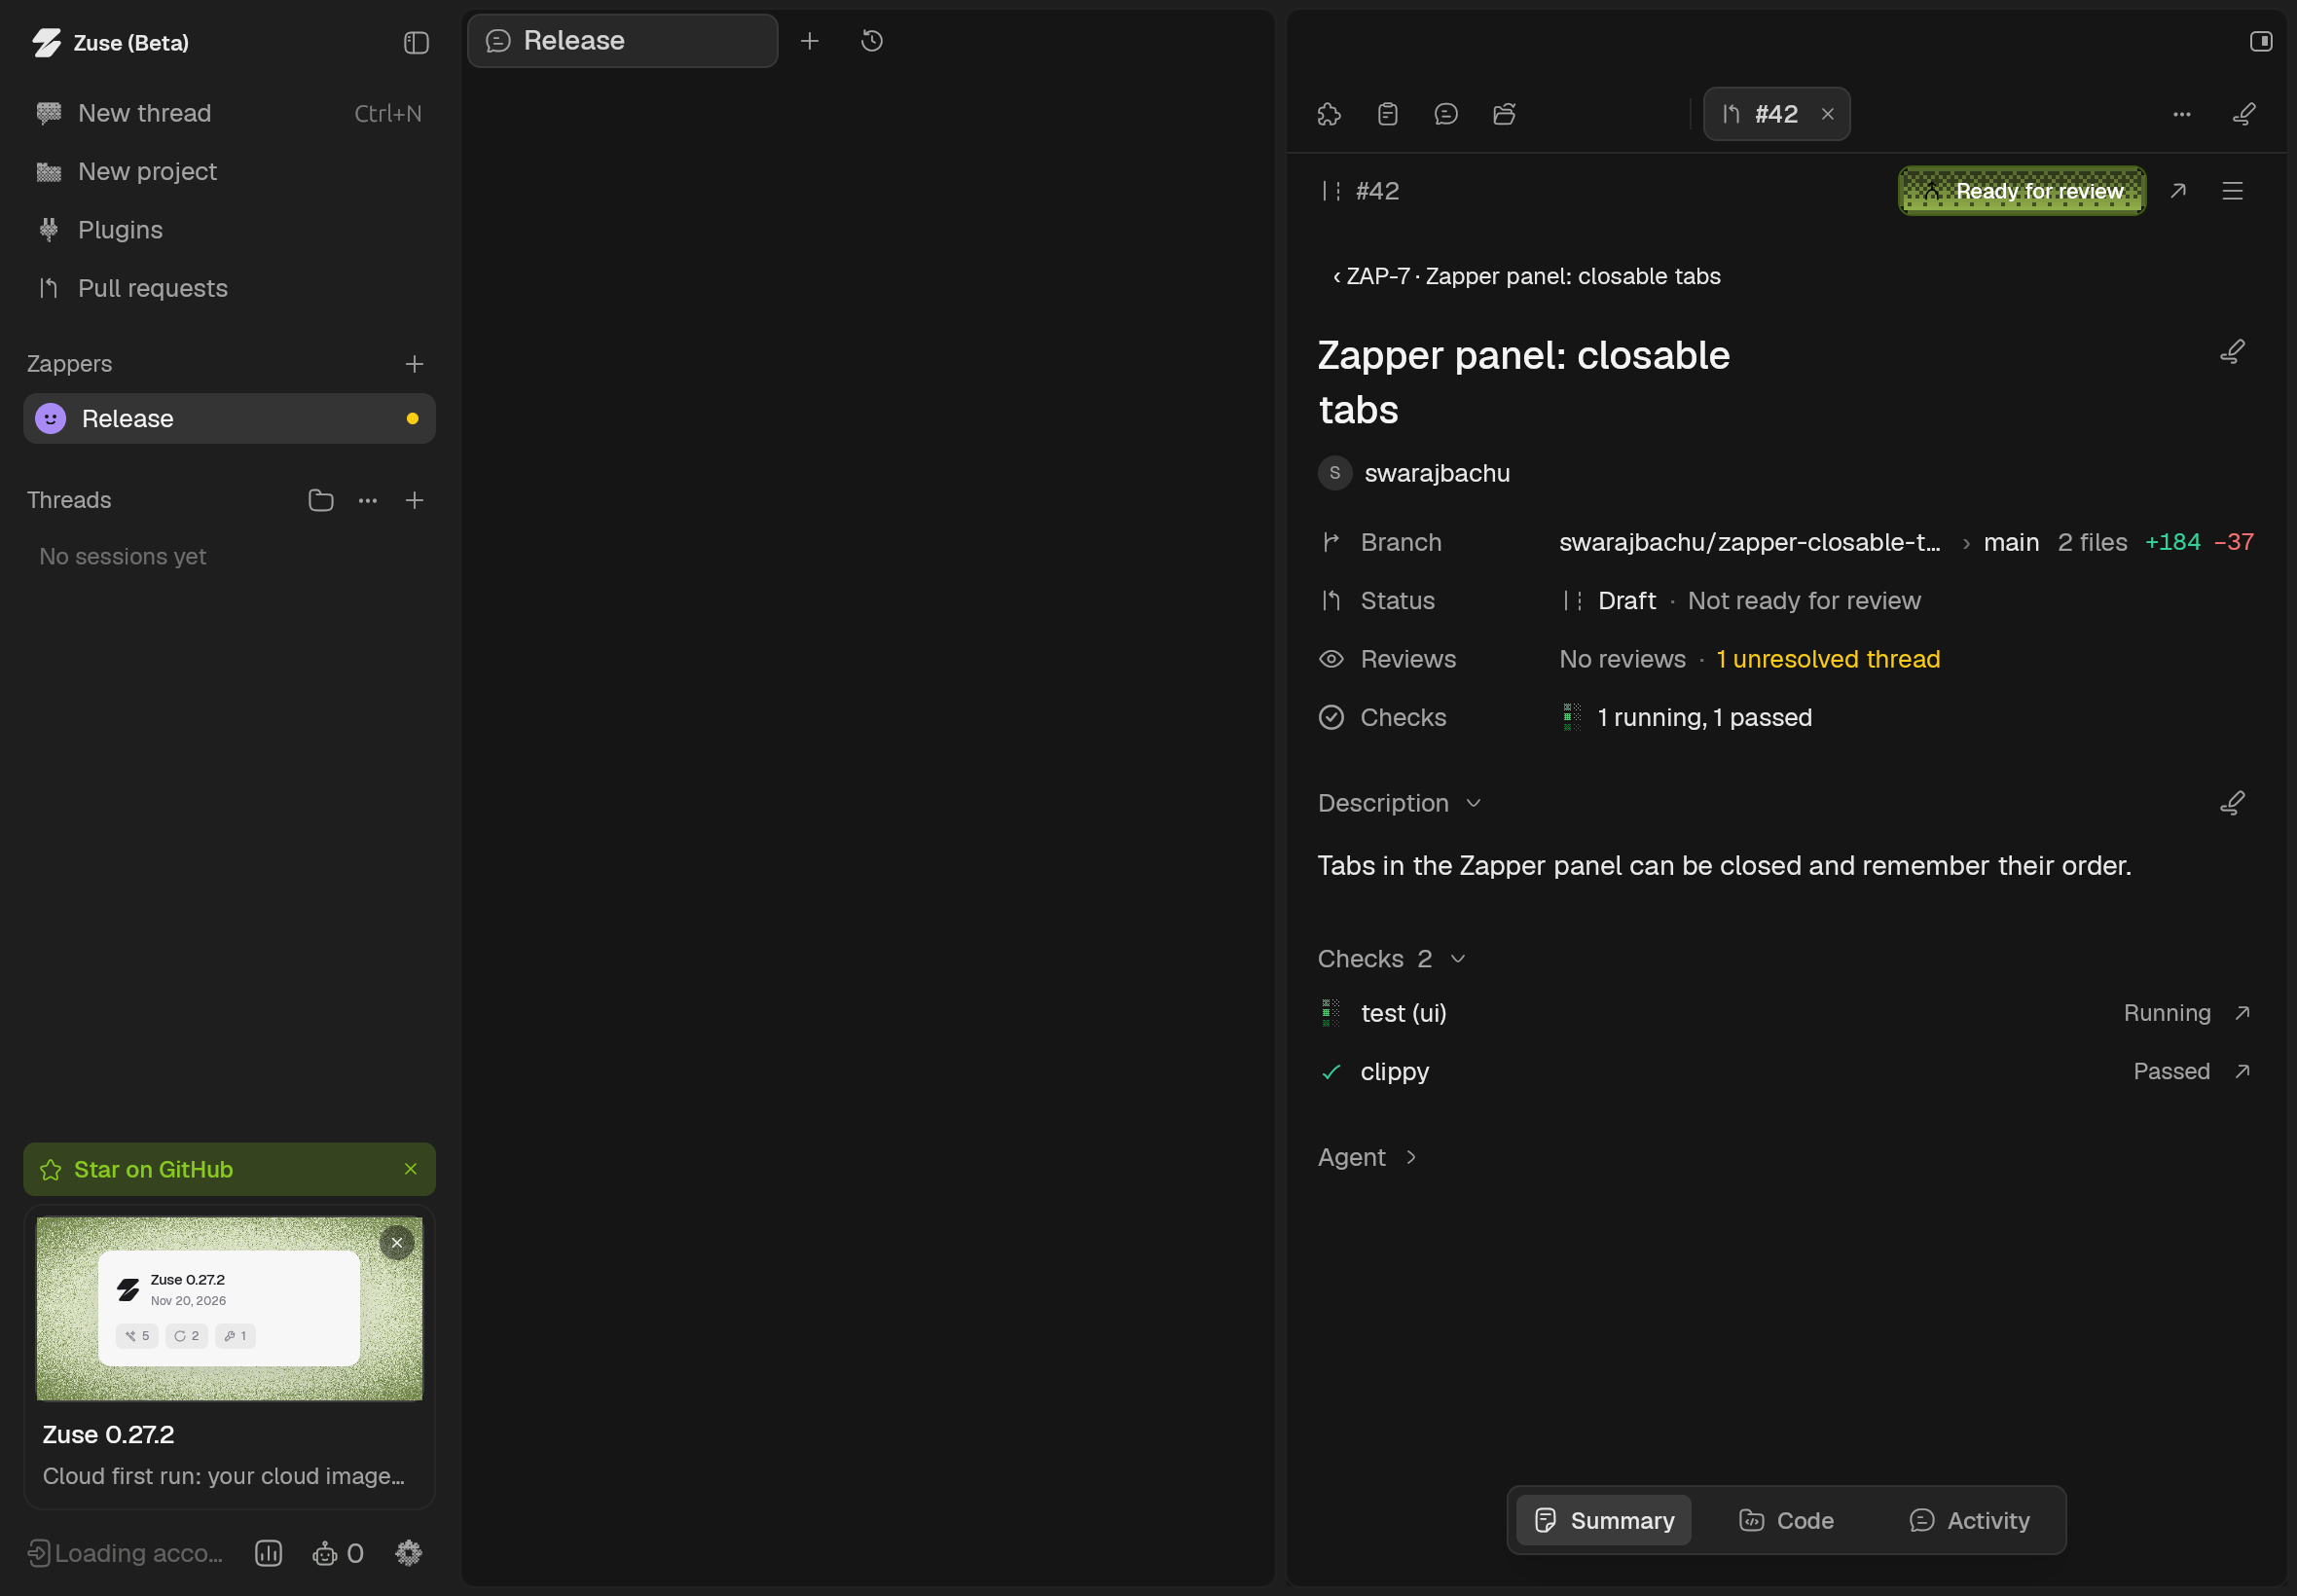 Zuse (Beta)
New thread Ctrl+N
New project
Plugins
Pull requests
Zappers
Release
Threads
No sessions yet
Star on GitHub
Zuse 0.27.2
Nov 20, 2026
5 2 1
Zuse 0.27.2
Cloud first run: your cloud image...
Loading acco... 0
Release
#42
#42 Ready for review
‹ ZAP-7 · Zapper panel: closable tabs
Zapper panel: closable
tabs
S swarajbachu
Branch swarajbachu/zapper-closable-t... › main 2 files +184 −37
Status Draft · Not ready for review
Reviews No reviews · 1 unresolved thread
Checks 1 running, 1 passed
Description
Tabs in the Zapper panel can be closed and remember their order.
Checks 2
test (ui) Running
clippy Passed
Agent
Summary Code Activity